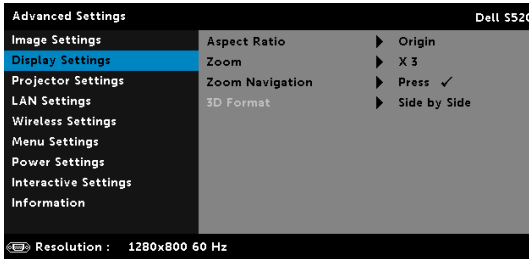 Advanced Settings Dell S520
Image Settings
Display Settings
Projector Settings
LAN Settings
Wireless Settings
Menu Settings
Power Settings
Interactive Settings
Information
Aspect Ratio Origin
Zoom X 3
Zoom Navigation Press ✓
3D Format Side by Side
Resolution : 1280x800 60 Hz